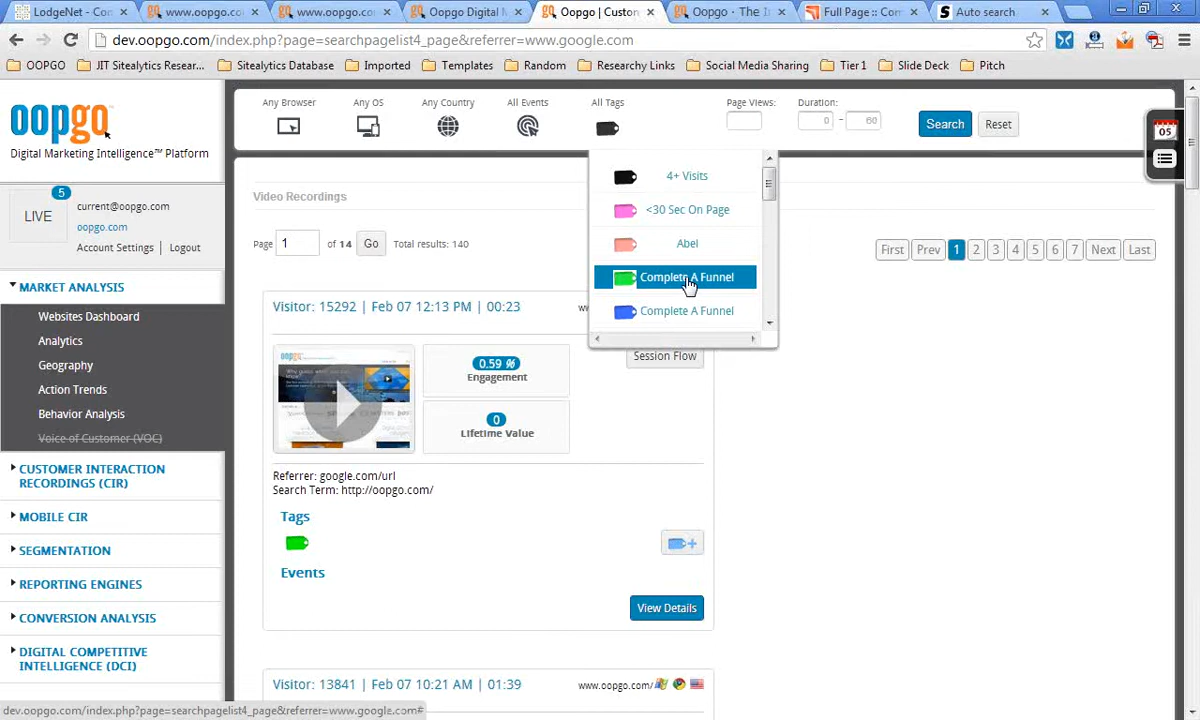 LodgeNet - Con
www.oopgo.co
www.oopgo.co
Oopgo Digital M
Oopgo | Custon
Oopgo - The In
Full Page :: Com
Auto search
dev.oopgo.com/index.php?page=searchpagelist4_page&referrer=www.google.com
OOPGO
JIT Sitealytics Resear...
Sitealytics Database
Imported
Templates
Random
Researchy Links
Social Media Sharing
Tier 1
Slide Deck
Pitch
oopgo
Digital Marketing Intelligence™ Platform
5
LIVE
current@oopgo.com
oopgo.com
Account Settings | Logout
MARKET ANALYSIS
Websites Dashboard
Analytics
Geography
Action Trends
Behavior Analysis
Voice of Customer (VOC)
CUSTOMER INTERACTION
RECORDINGS (CIR)
MOBILE CIR
SEGMENTATION
REPORTING ENGINES
CONVERSION ANALYSIS
DIGITAL COMPETITIVE
INTELLIGENCE (DCI)
Any Browser
Any OS
Any Country
All Events
All Tags
Page Views:
Duration:
0 - 60
Search
Reset
05
4+ Visits
<30 Sec On Page
Abel
Complete A Funnel
Complete A Funnel
Video Recordings
Page 1 of 14 Go Total results: 140
First Prev 1 2 3 4 5 6 7 Next Last
Visitor: 15292 | Feb 07 12:13 PM | 00:23
Session Flow
oopgo
0.59 %
Engagement
0
Lifetime Value
Referrer: google.com/url
Search Term: http://oopgo.com/
Tags
Events
View Details
Visitor: 13841 | Feb 07 10:21 AM | 01:39
www.oopgo.com/
dev.oopgo.com/index.php?page=searchpagelist4_page&referrer=www.google.com#